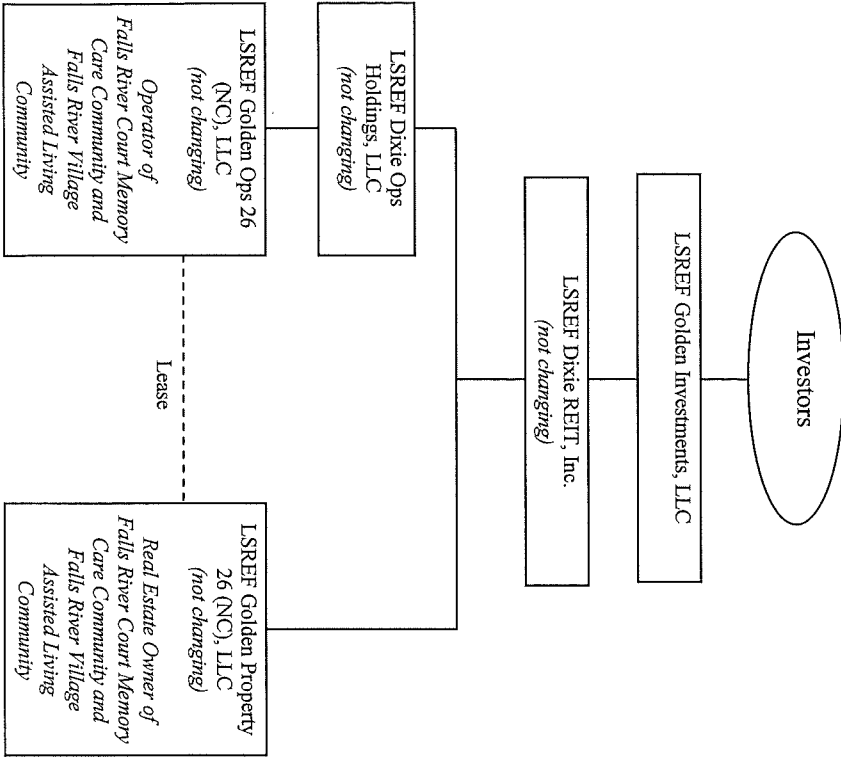 Investors
LSREF Golden Investments, LLC
LSREF Dixie REIT, Inc.
(not changing)
LSREF Dixie Ops
Holdings, LLC
(not changing)
LSREF Golden Ops 26
(NC), LLC
(not changing)
Operator of
Falls River Court Memory
Care Community and
Falls River Village
Assisted Living
Community
Lease
LSREF Golden Property
26 (NC), LLC
(not changing)
Real Estate Owner of
Falls River Court Memory
Care Community and
Falls River Village
Assisted Living
Community